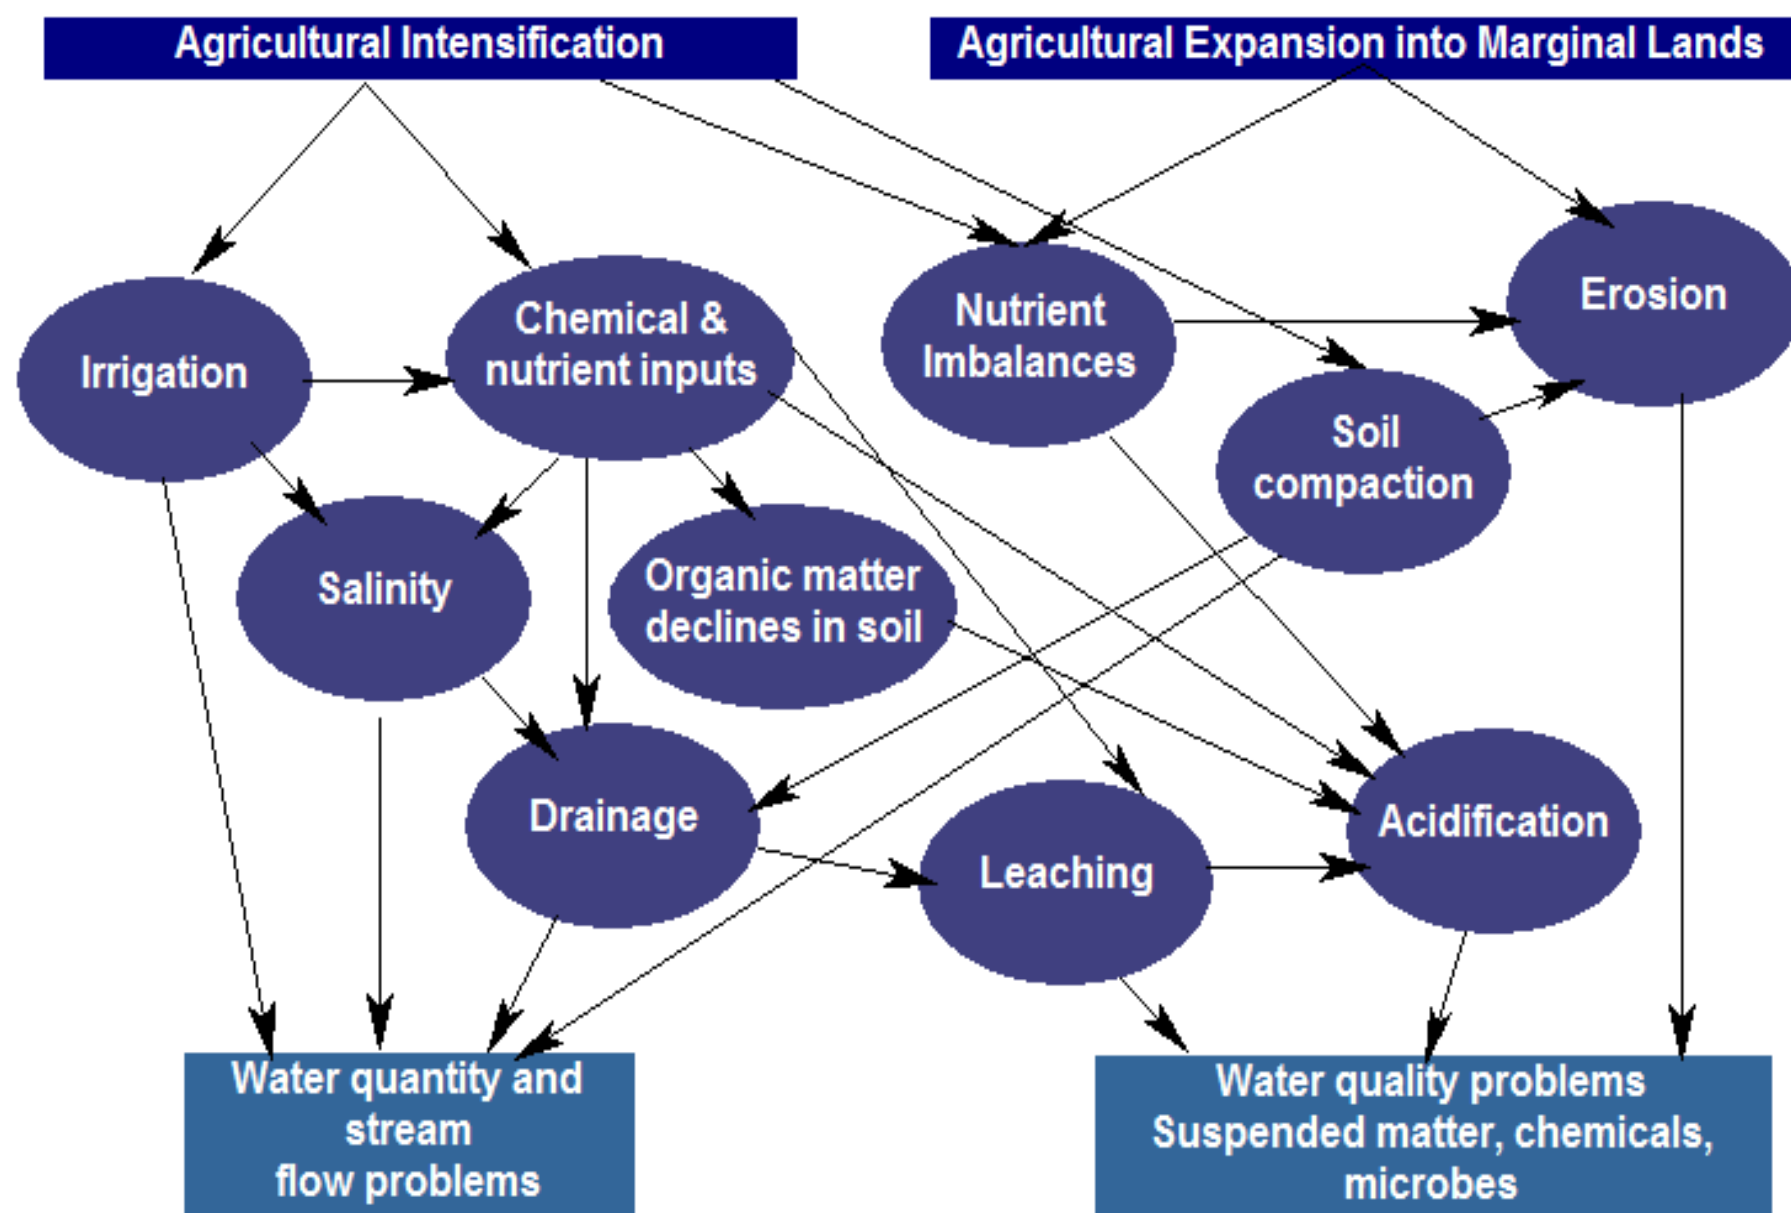 Agricultural Intensification
Agricultural Expansion into Marginal Lands
Irrigation
Chemical &
nutrient inputs
Nutrient
Imbalances
Erosion
Soil
compaction
Salinity
Organic matter
declines in soil
Drainage
Leaching
Acidification
Water quantity and
stream
flow problems
Water quality problems
Suspended matter, chemicals,
microbes